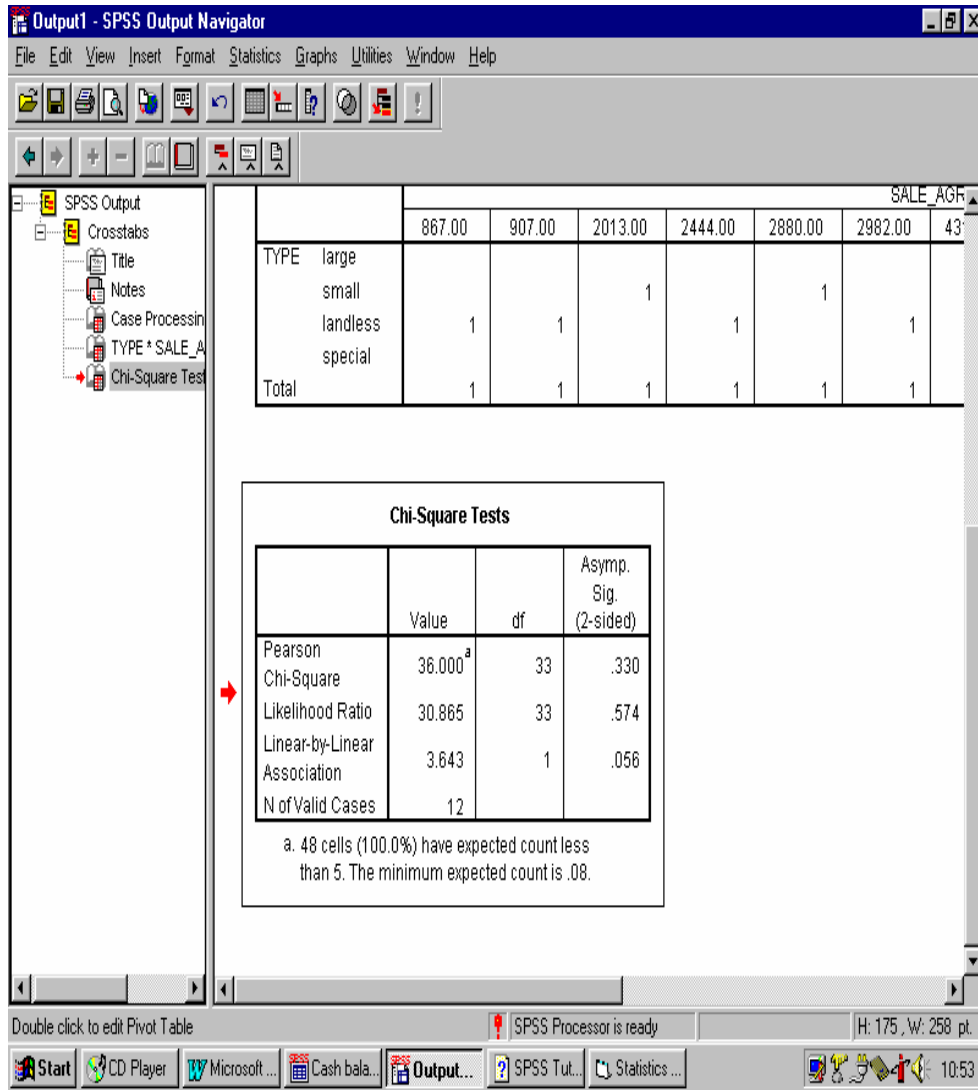 Output1 - SPSS Output Navigator
File Edit View Insert Format Statistics Graphs Utilities Window Help
SPSS Output
Crosstabs
Title
Notes
Case Processin
TYPE * SALE_A
Chi-Square Test
SALE_AGR
867.00 907.00 2013.00 2444.00 2880.00 2982.00 43
TYPE large
small 1 1
landless 1 1 1 1
special
Total 1 1 1 1 1 1
Chi-Square Tests
Value df Asymp. Sig. (2-sided)
Pearson Chi-Square 36.000a 33 .330
Likelihood Ratio 30.865 33 .574
Linear-by-Linear Association 3.643 1 .056
N of Valid Cases 12
a. 48 cells (100.0%) have expected count less
than 5. The minimum expected count is .08.
Double click to edit Pivot Table
SPSS Processor is ready
H: 175 , W: 258 pt.
Start CD Player Microsoft ... Cash bala... Output... SPSS Tut... Statistics ... 10:53